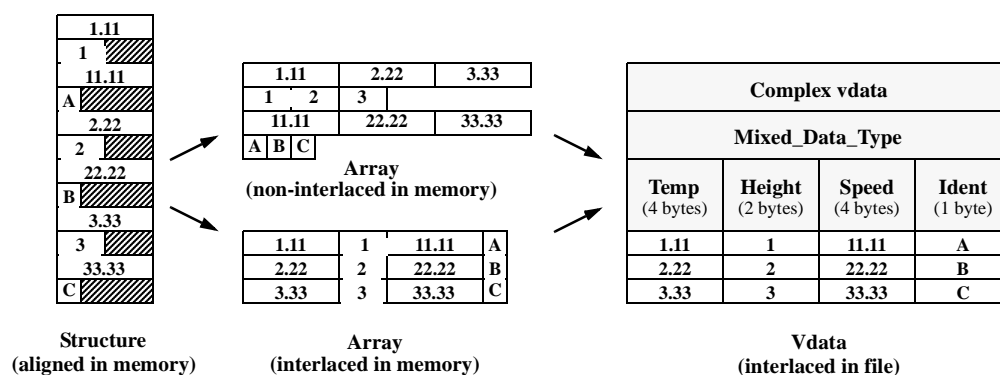 1.11
1
11.11
A
2.22
2
22.22
B
3.33
3
33.33
C
Structure
(aligned in memory)
1.11 2.22 3.33
1 2 3
11.11 22.22 33.33
A B C
Array
(non-interlaced in memory)
1.11 1 11.11 A
2.22 2 22.22 B
3.33 3 33.33 C
Array
(interlaced in memory)
Complex vdata
Mixed_Data_Type
Temp Height Speed Ident
(4 bytes) (2 bytes) (4 bytes) (1 byte)
1.11 1 11.11 A
2.22 2 22.22 B
3.33 3 33.33 C
Vdata
(interlaced in file)